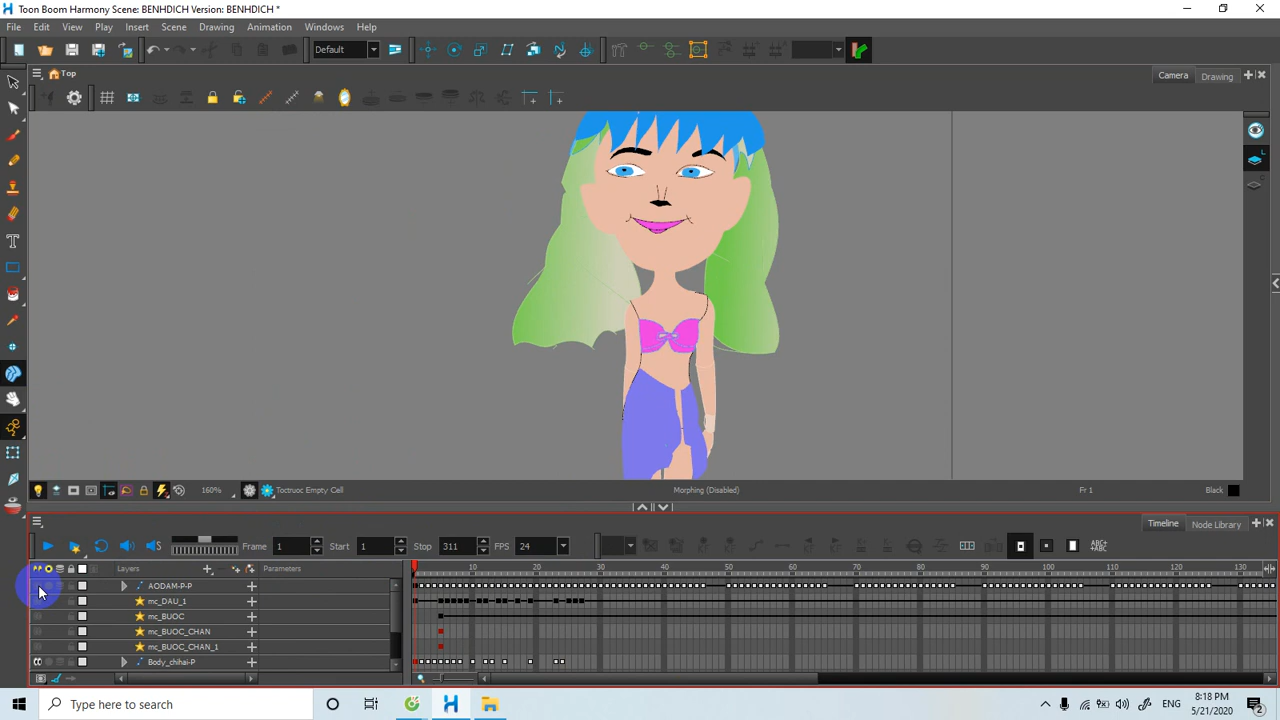 Toon Boom Harmony Scene: BENHDICH Version: BENHDICH *
File Edit View Play Insert Scene Drawing Animation Windows Help
Default
Top Camera Drawing
160% Toctruoc Empty Cell Morphing (Disabled) Fr 1 Black
Timeline Node Library
Frame 1 Start 1 Stop 311 FPS 24 ABC→XYZ
Layers Parameters 10 20 30 40 50 60 70 80 90 100 110 120 130
AODAM-P-P
mc_DAU_1
mc_BUOC
mc_BUOC_CHAN
mc_BUOC_CHAN_1
Body_chihai-P
Type here to search ENG 8:18 PM
5/21/2020 2